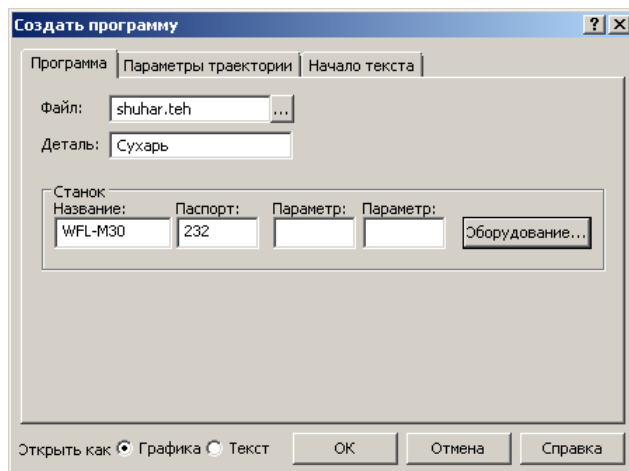 Создать программу
Программа Параметры траектории Начало текста
Файл: shuhar.teh ...
Деталь: Сухарь
Станок
Название: Паспорт: Параметр: Параметр:
WFL-M30 232 Оборудование...
Открыть как Графика Текст ОК Отмена Справка